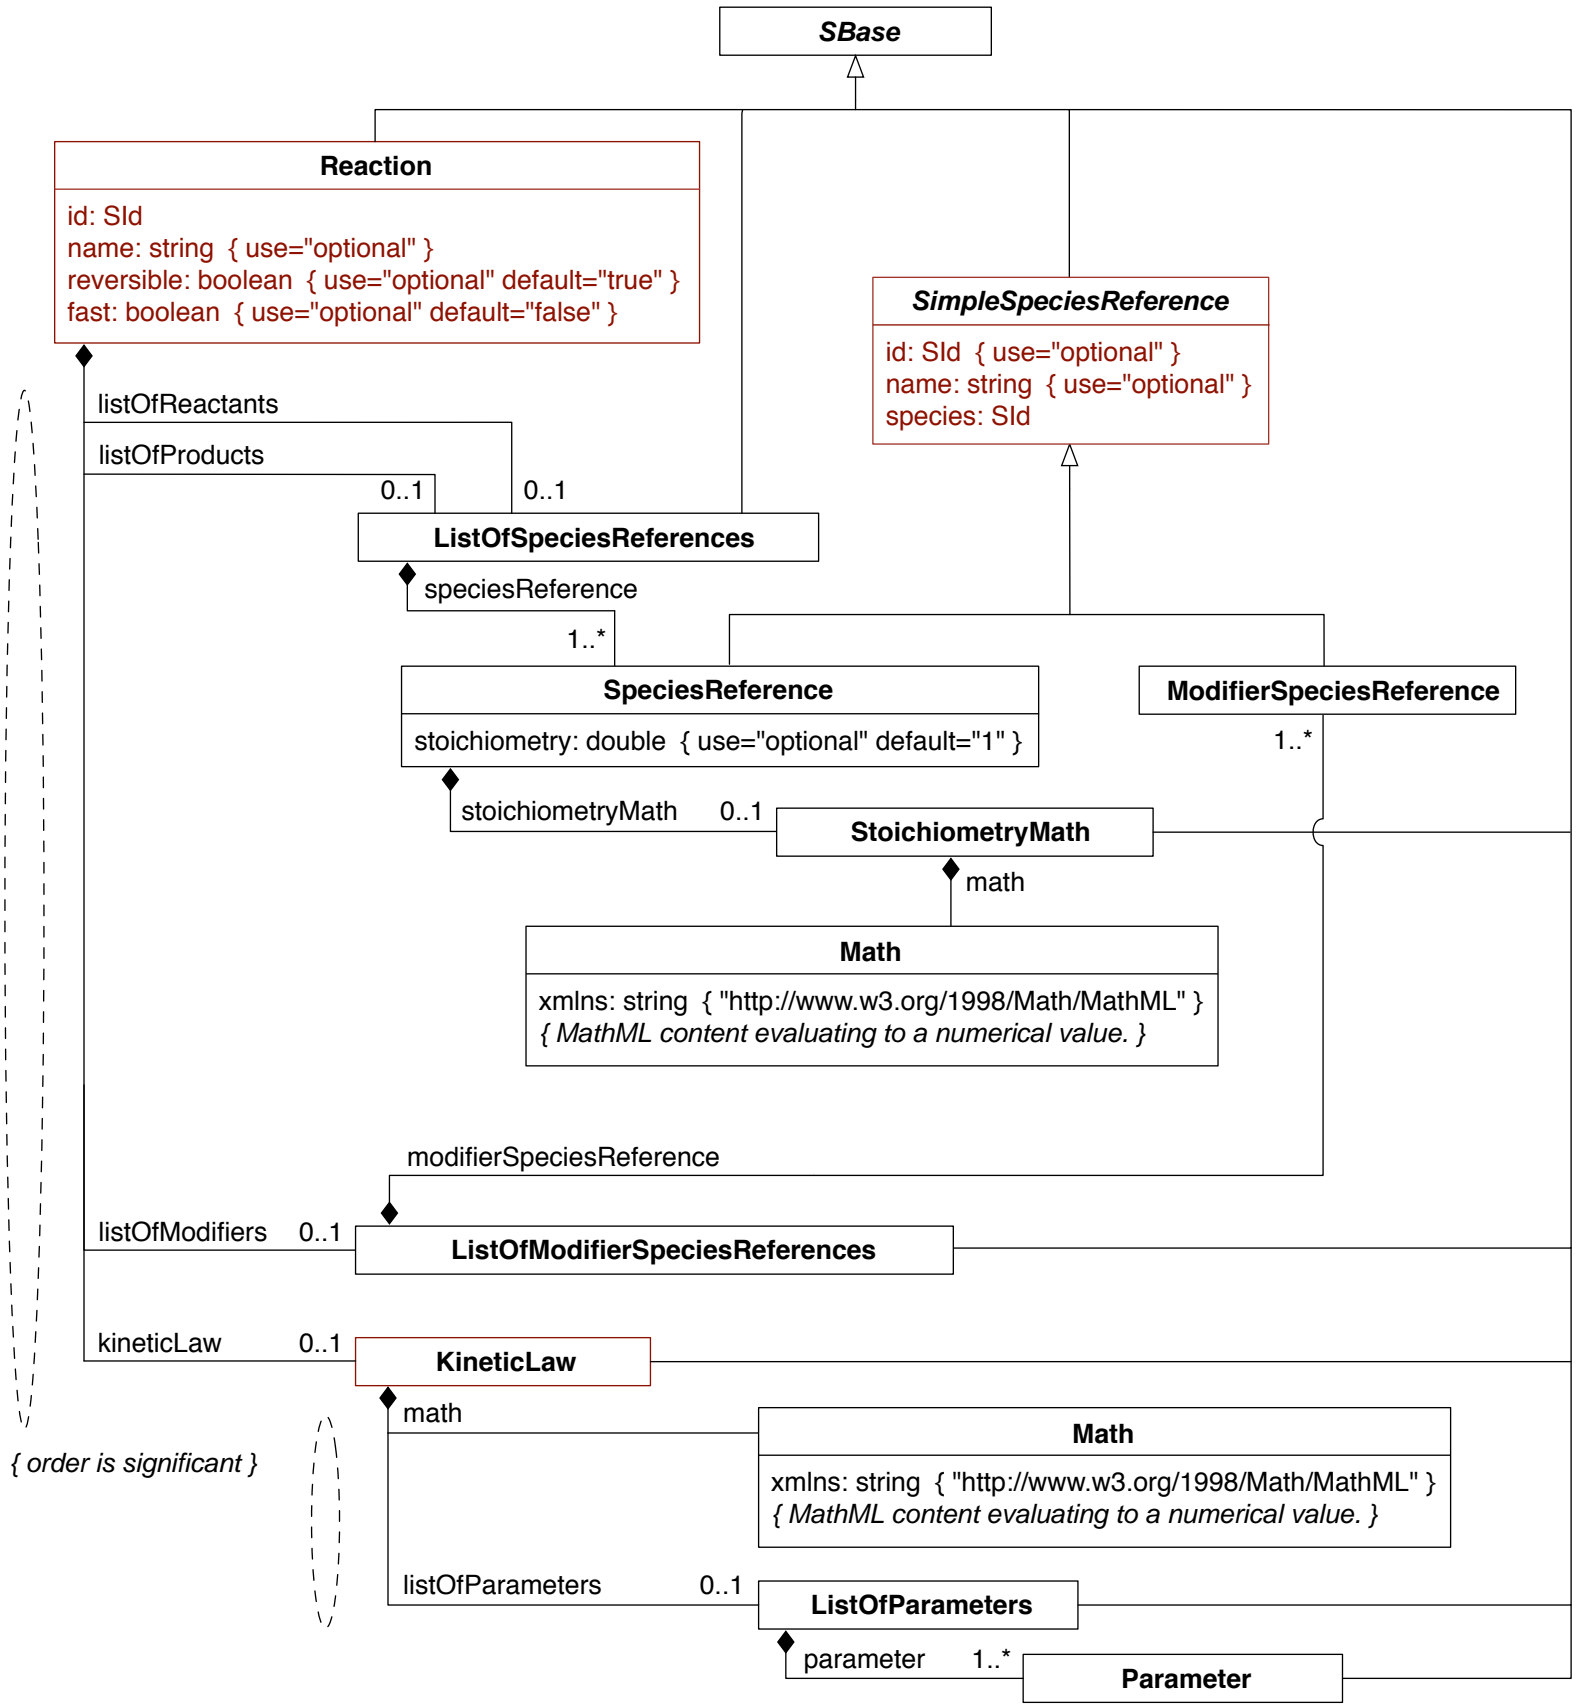 SBase
Reaction
id: SId
name: string { use="optional" }
reversible: boolean { use="optional" default="true" }
fast: boolean { use="optional" default="false" }
SimpleSpeciesReference
id: SId { use="optional" }
name: string { use="optional" }
species: SId
listOfReactants
listOfProducts
0..1 0..1
ListOfSpeciesReferences
speciesReference
1..*
SpeciesReference
stoichiometry: double { use="optional" default="1" }
ModifierSpeciesReference
1..*
stoichiometryMath 0..1
StoichiometryMath
math
Math
xmlns: string { "http://www.w3.org/1998/Math/MathML" }
{ MathML content evaluating to a numerical value. }
modifierSpeciesReference
listOfModifiers 0..1
ListOfModifierSpeciesReferences
kineticLaw 0..1
KineticLaw
math
{ order is significant }
Math
xmlns: string { "http://www.w3.org/1998/Math/MathML" }
{ MathML content evaluating to a numerical value. }
listOfParameters 0..1
ListOfParameters
parameter 1..*
Parameter